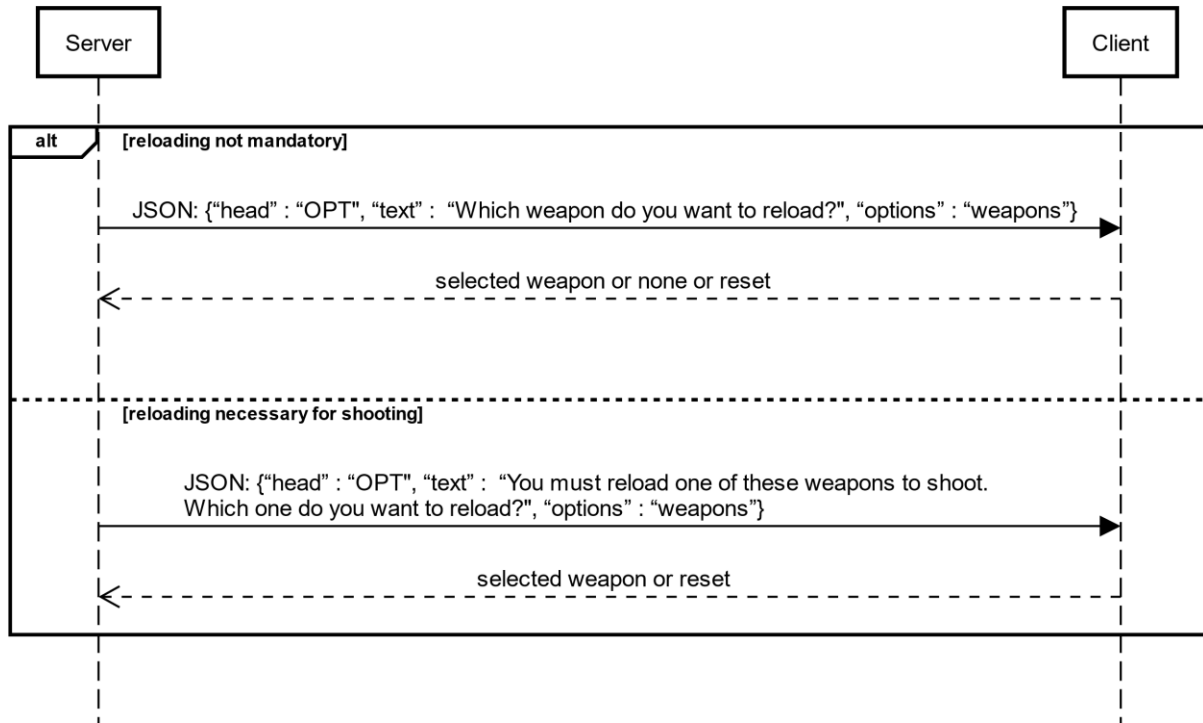 Server
Client
alt
[reloading not mandatory]
JSON: {“head” : “OPT", “text” :  “Which weapon do you want to reload?", “options” : “weapons”}
selected weapon or none or reset
[reloading necessary for shooting]
JSON: {“head” : “OPT", “text” :  “You must reload one of these weapons to shoot.
Which one do you want to reload?", “options” : “weapons”}
selected weapon or reset